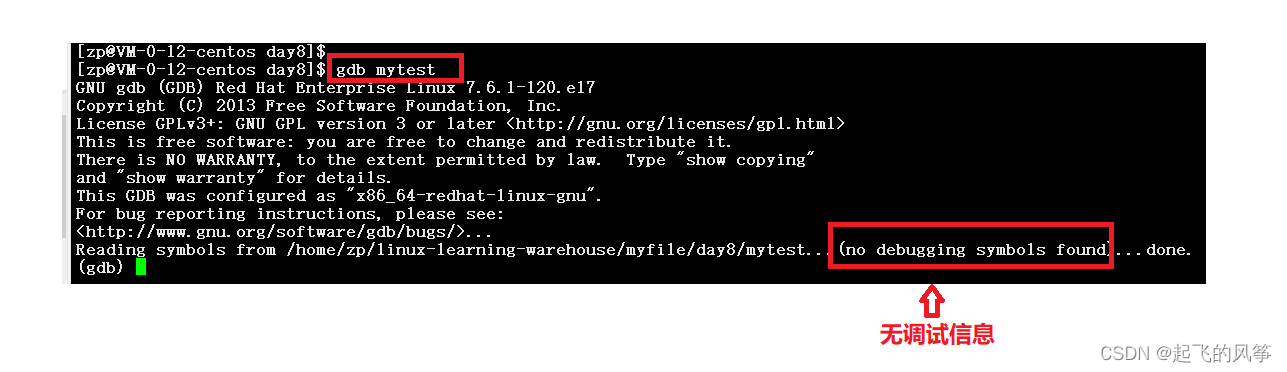 [zp@VM-0-12-centos day8]$
[zp@VM-0-12-centos day8]$ gdb mytest
GNU gdb (GDB) Red Hat Enterprise Linux 7.6.1-120.el7
Copyright (C) 2013 Free Software Foundation, Inc.
License GPLv3+: GNU GPL version 3 or later <http://gnu.org/licenses/gpl.html>
This is free software: you are free to change and redistribute it.
There is NO WARRANTY, to the extent permitted by law.  Type "show copying"
and "show warranty" for details.
This GDB was configured as "x86_64-redhat-linux-gnu".
For bug reporting instructions, please see:
<http://www.gnu.org/software/gdb/bugs/>...
Reading symbols from /home/zp/linux-learning-warehouse/myfile/day8/mytest...(no debugging symbols found)...done.
(gdb)
无调试信息
CSDN @起飞的风筝